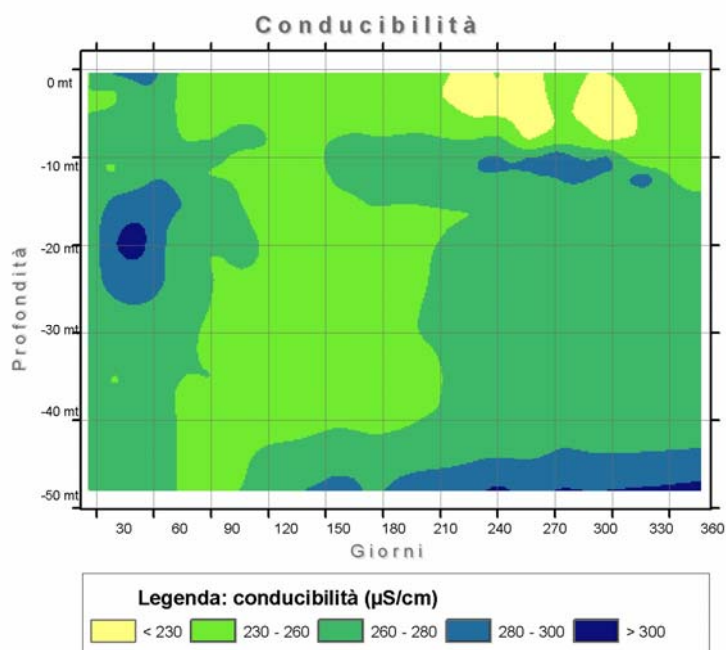 Conducibilità
0 mt
-10 mt
-20 mt
-30 mt
-40 mt
-50 mt
Profondità
30 60 90 120 150 180 210 240 270 300 330 360
Giorni
Legenda: conducibilità (µS/cm)
< 230 230 - 260 260 - 280 280 - 300 > 300